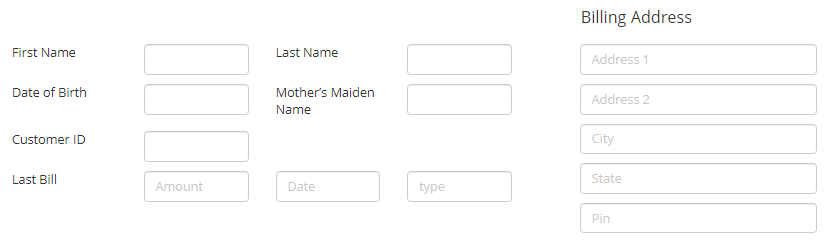 First Name
Last Name
Date of Birth
Mother's Maiden
Name
Customer ID
Last Bill
Amount
Date
type
Billing Address
Address 1
Address 2
City
State
Pin